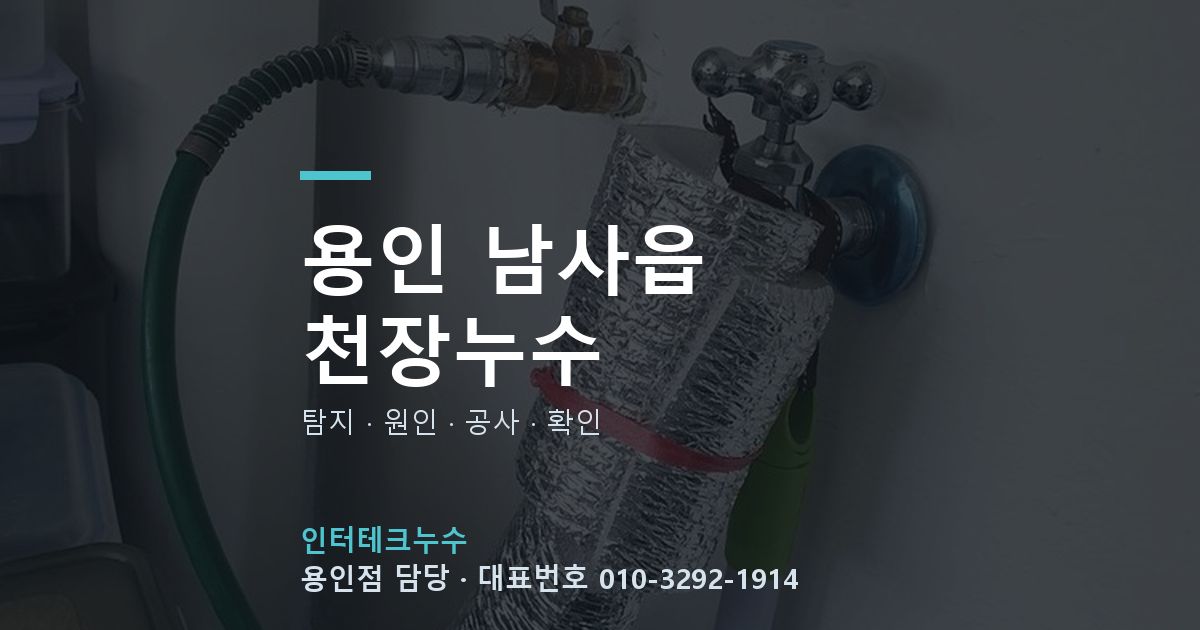 용인 남사읍
천장누수
탐지 · 원인 · 공사 · 확인
인터테크누수
용인점 담당 · 대표번호 010-3292-1914